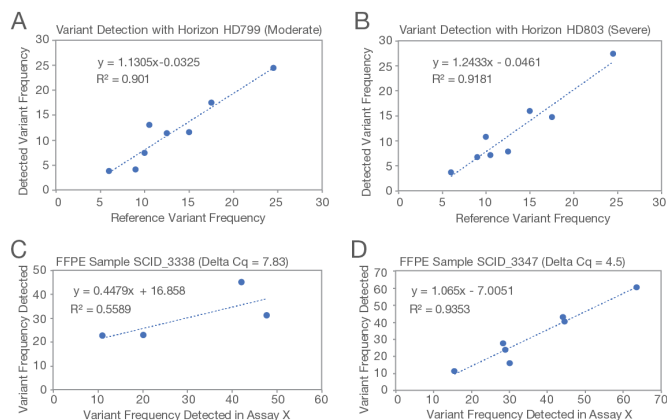 A
Variant Detection with Horizon HD799 (Moderate)
y = 1.1305x-0.0325
R² = 0.901
Detected Variant Frequency
30
25
20
15
10
5
0
0 5 10 15 20 25 30
Reference Variant Frequency
B
Variant Detection with Horizon HD803 (Severe)
y = 1.2433x - 0.0461
R² = 0.9181
Detected Variant Frequency
30
25
20
15
10
5
0
0 5 10 15 20 25 30
Reference Variant Frequency
C
FFPE Sample SCID_3338 (Delta Cq = 7.83)
y = 0.4479x + 16.858
R² = 0.5589
Variant Frequency Detected
50
40
30
20
10
0
0 10 20 30 40 50 60
Variant Frequency Detected in Assay X
D
FFPE Sample SCID_3347 (Delta Cq = 4.5)
y = 1.065x - 7.0051
R² = 0.9353
Variant Frequency Detected
70
60
50
40
30
20
10
0
0 10 20 30 40 50 60 70
Variant Frequency Detected in Assay X